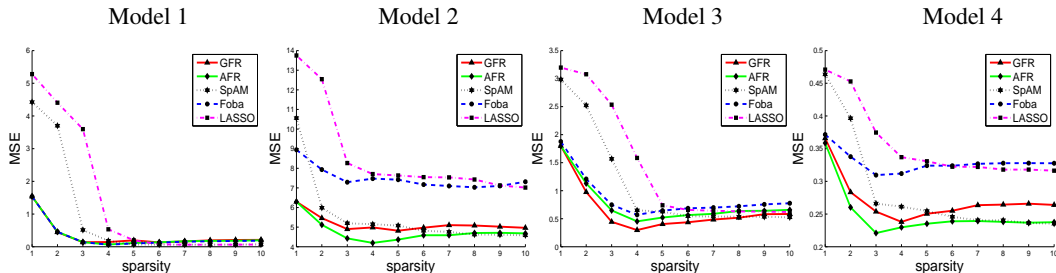 Model 1
Model 2
Model 3
Model 4
MSE
6
5
4
3
2
1
0
1 2 3 4 5 6 7 8 9 10
sparsity
GFR
AFR
SpAM
Foba
LASSO
MSE
14
13
12
11
10
9
8
7
6
5
4
1 2 3 4 5 6 7 8 9 10
sparsity
GFR
AFR
SpAM
Foba
LASSO
MSE
3.5
3
2.5
2
1.5
1
0.5
0
1 2 3 4 5 6 7 8 9 10
sparsity
GFR
AFR
SpAM
Foba
LASSO
MSE
0.5
0.45
0.4
0.35
0.3
0.25
0.2
1 2 3 4 5 6 7 8 9 10
sparsity
GFR
AFR
SpAM
Foba
LASSO